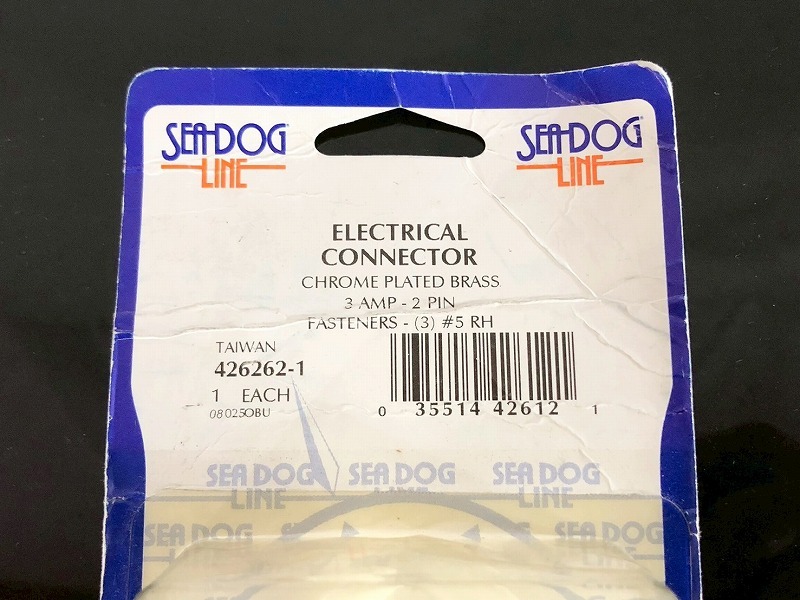 SEA-DOG
LINE
SEA-DOG
LINE
ELECTRICAL
CONNECTOR
CHROME PLATED BRASS
3 AMP - 2 PIN
FASTENERS - (3) #5 RH
TAIWAN
426262-1
1 EACH
08025OBU
0 35514 42612 1
SEA DOG
LINE
SEA DOG
LINE
SEA DOG
LINE
SEA DOG
LINE
SEA DOG
LINE